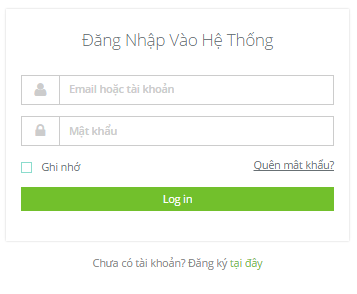 Đăng Nhập Vào Hệ Thống
Email hoặc tài khoản
Mật khẩu
Ghi nhớ
Quên mât khẩu?
Log in
Chưa có tài khoản? Đăng ký tại đây